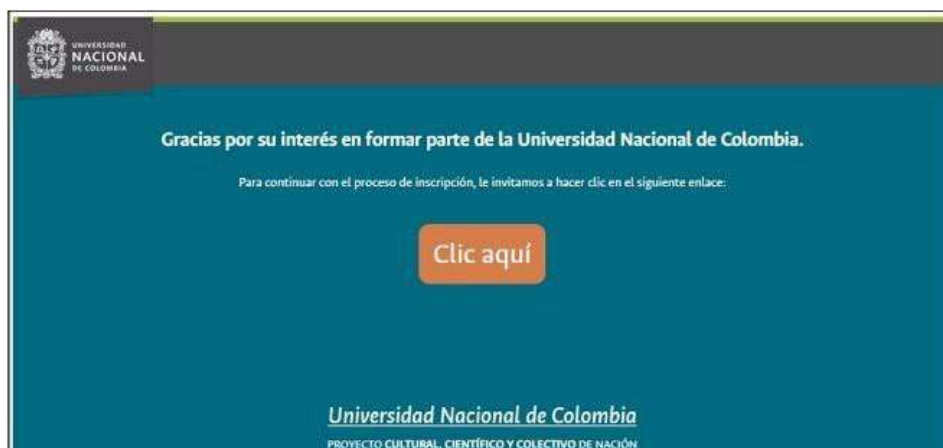 UNIVERSIDAD
NACIONAL
DE COLOMBIA
Gracias por su interés en formar parte de la Universidad Nacional de Colombia.
Para continuar con el proceso de inscripción, le invitamos a hacer clic en el siguiente enlace:
Clic aquí
Universidad Nacional de Colombia
PROYECTO CULTURAL, CIENTÍFICO Y COLECTIVO DE NACIÓN